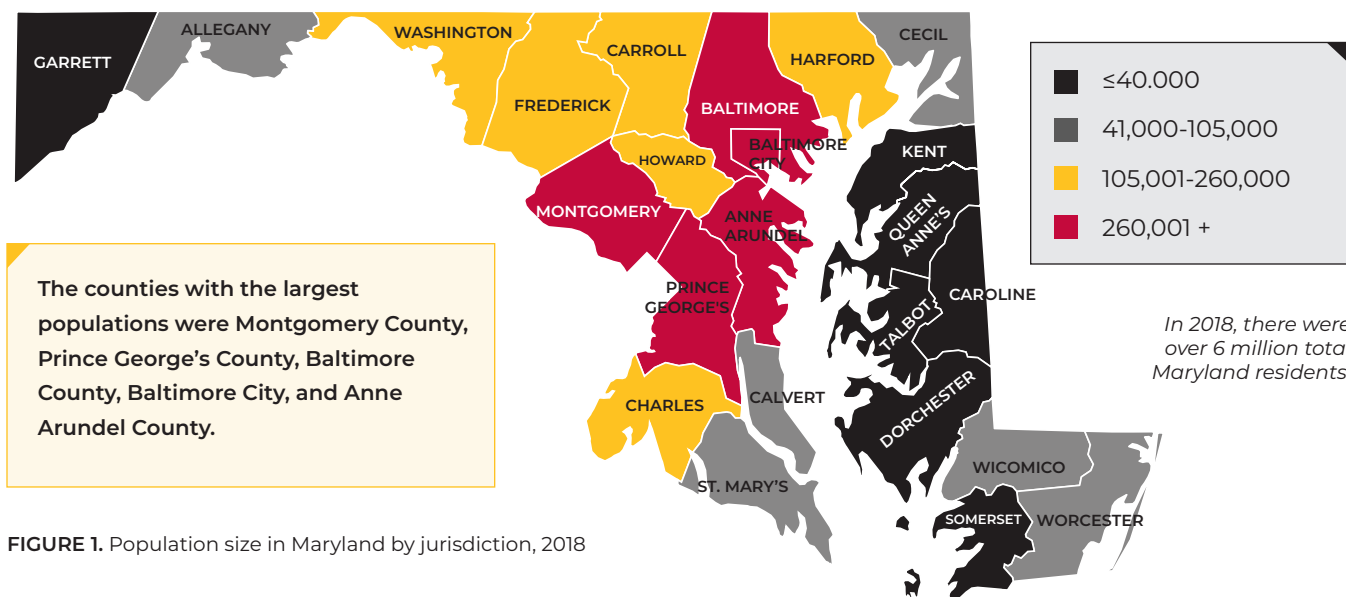 GARRETT
ALLEGANY
WASHINGTON
FREDERICK
CARROLL
BALTIMORE
HARFORD
CECIL
BALTIMORE
CITY
HOWARD
MONTGOMERY
ANNE
ARUNDEL
PRINCE
GEORGE'S
KENT
QUEEN
ANNE'S
CAROLINE
TALBOT
CHARLES
CALVERT
DORCHESTER
ST. MARY'S
WICOMICO
SOMERSET
WORCESTER
≤40.000
41,000-105,000
105,001-260,000
260,001 +
The counties with the largest
populations were Montgomery County,
Prince George's County, Baltimore
County, Baltimore City, and Anne
Arundel County.
In 2018, there were
over 6 million tota
Maryland residents
FIGURE 1. Population size in Maryland by jurisdiction, 2018